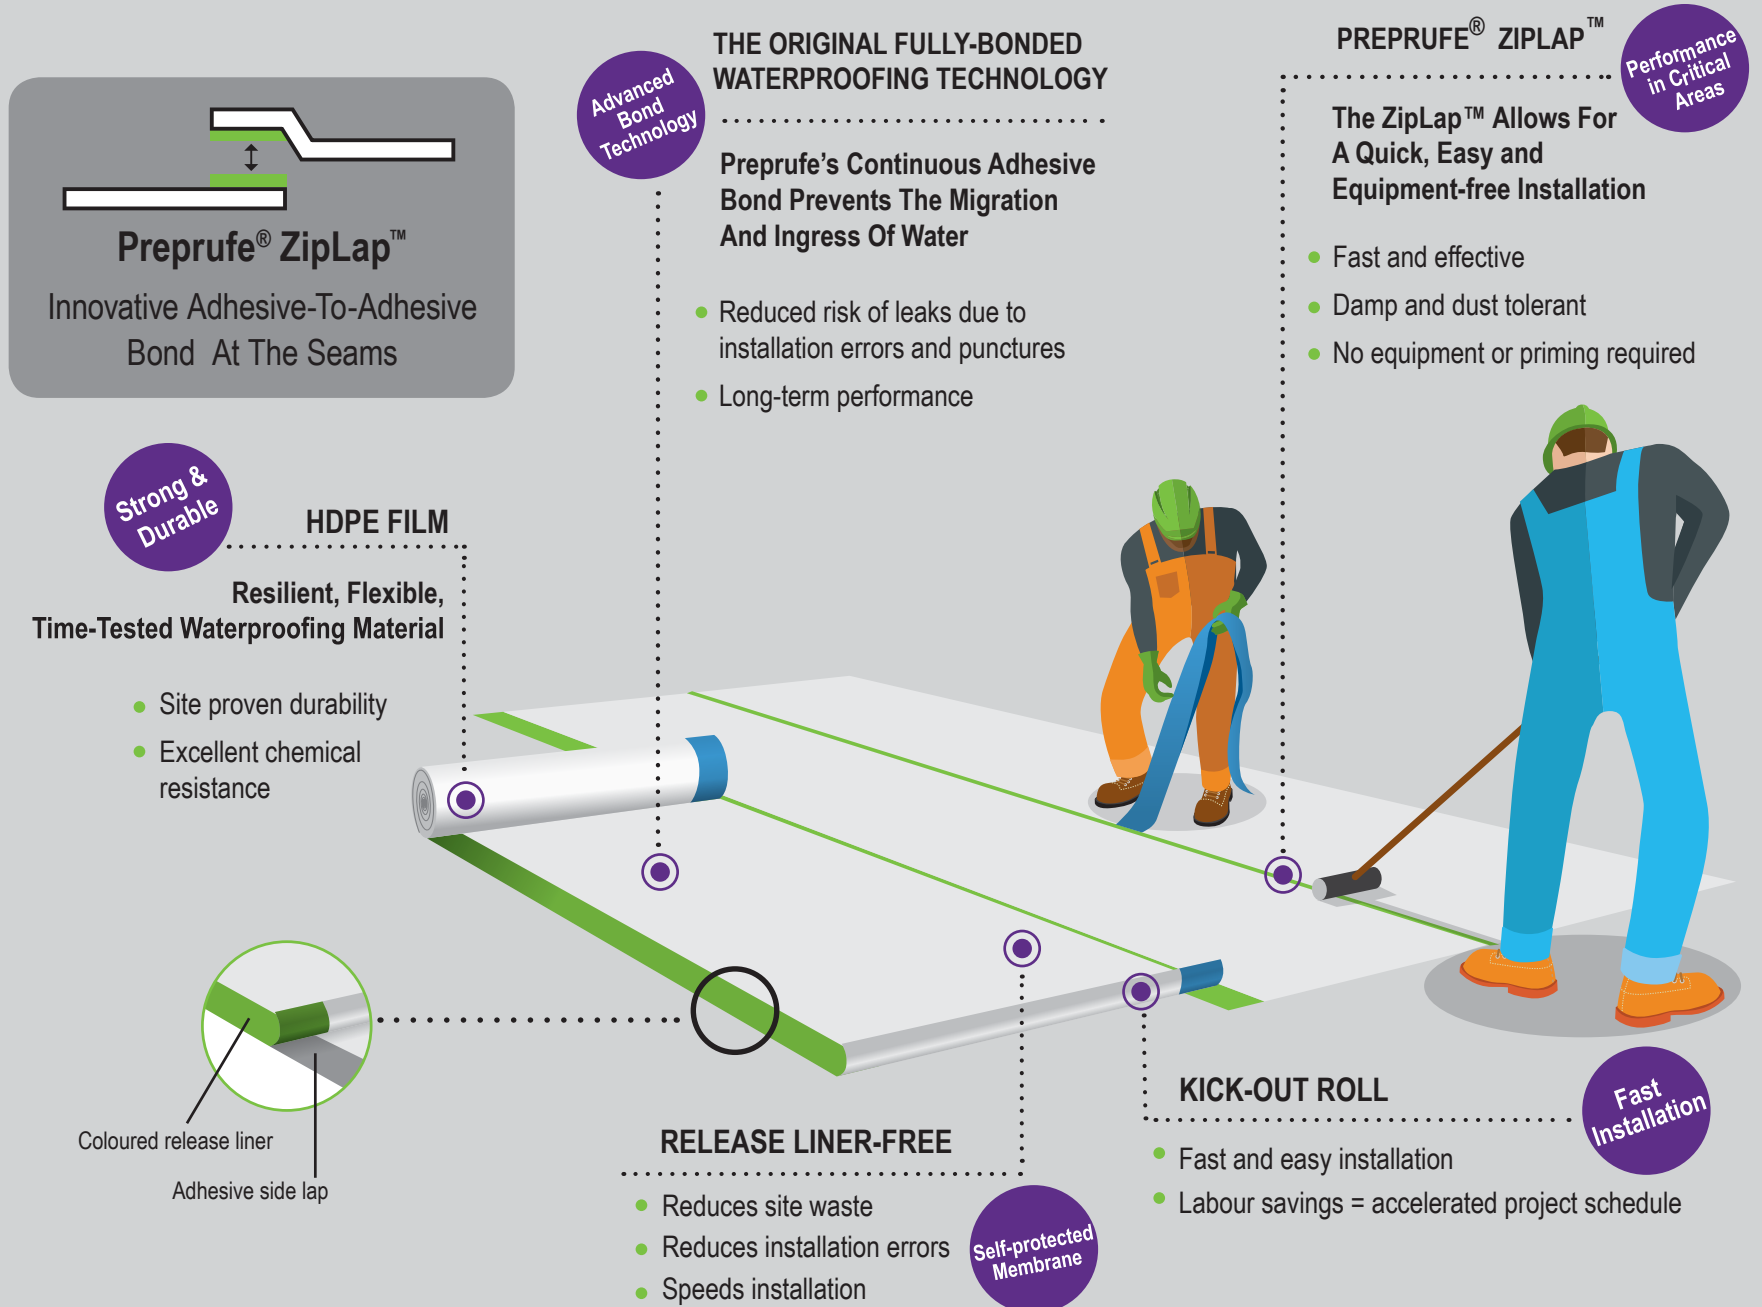 Preprufe® ZipLap™
Innovative Adhesive-To-Adhesive
Bond At The Seams
Advanced
Bond
Technology
THE ORIGINAL FULLY-BONDED
WATERPROOFING TECHNOLOGY
Preprufe's Continuous Adhesive
Bond Prevents The Migration
And Ingress Of Water
Reduced risk of leaks due to
installation errors and punctures
Long-term performance
PREPRUFE® ZIPLAP™
Performance
in Critical
Areas
The ZipLap™ Allows For
A Quick, Easy and
Equipment-free Installation
Fast and effective
Damp and dust tolerant
No equipment or priming required
Strong &
Durable
HDPE FILM
Resilient, Flexible,
Time-Tested Waterproofing Material
Site proven durability
Excellent chemical
resistance
Coloured release liner
Adhesive side lap
RELEASE LINER-FREE
Reduces site waste
Reduces installation errors
Speeds installation
Self-protected
Membrane
KICK-OUT ROLL
Fast and easy installation
Labour savings = accelerated project schedule
Fast
Installation